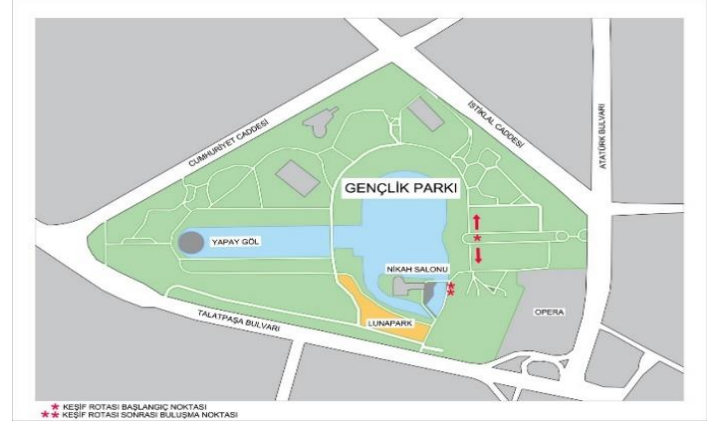 CUMHURİYET CADDESİ
İSTİKLAL CADDESİ
ATATÜRK BULVARI
GENÇLİK PARKI
YAPAY GÖL
NİKAH SALONU
LUNAPARK
OPERA
TALATPAŞA BULVARI
* KEŞİF ROTASI BAŞLANGIÇ NOKTASI
** KEŞİF ROTASI SONRASI BULUŞMA NOKTASI